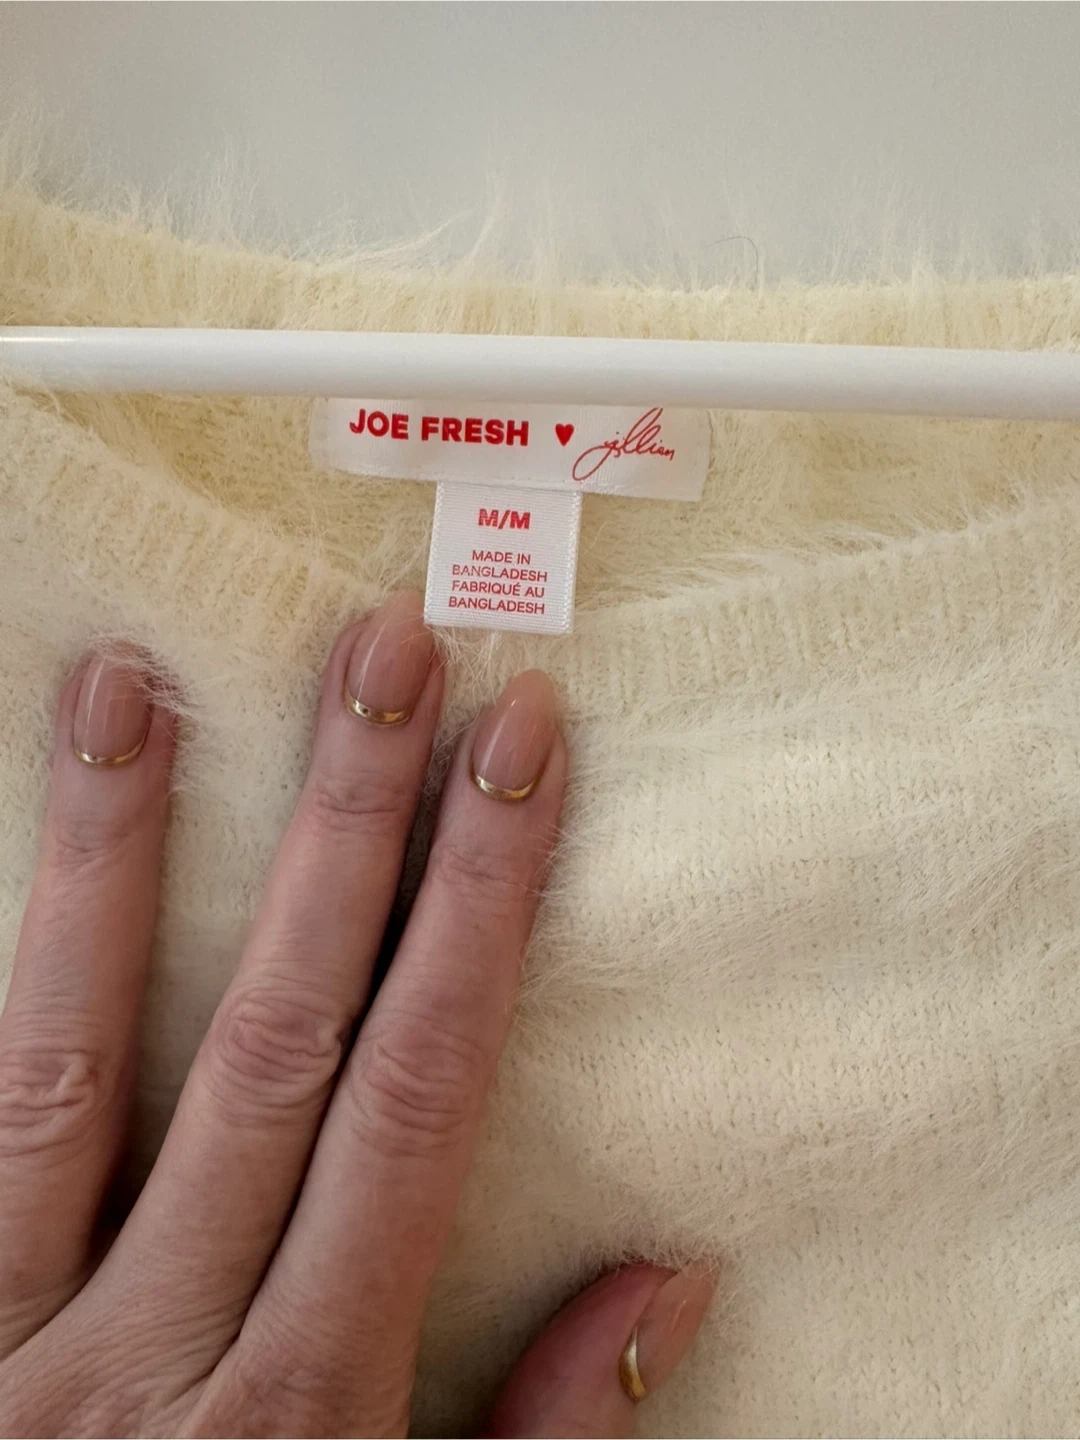 JOE FRESH ♥ jillian
M/M
MADE IN
BANGLADESH
FABRIQUÉ AU
BANGLADESH